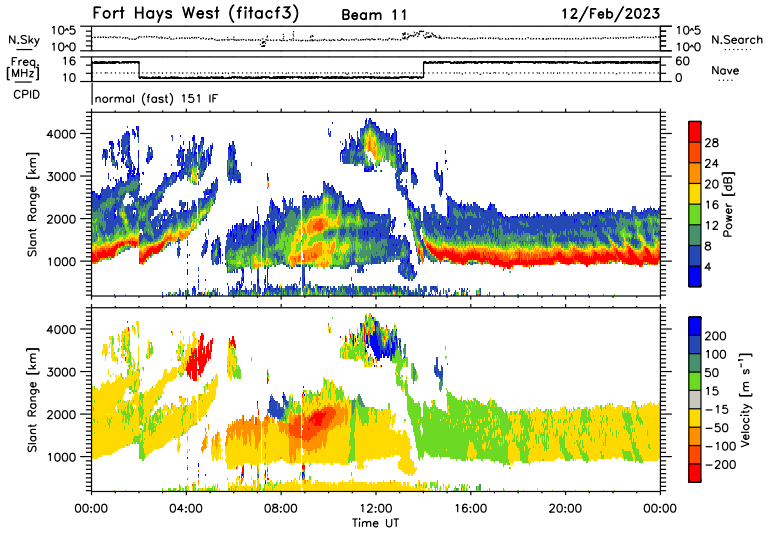 Fort Hays West (fitacf3) Beam 11 12/Feb/2023
N.Sky 10^5 10^0 10^5 10^0 N.Search
Freq. [MHz] 16 10 60 0 Nave
CPID normal (fast) 151 IF
Slant Range [km] 4000 3000 2000 1000
Power [dB] 28 24 20 16 12 8 4
Slant Range [km] 4000 3000 2000 1000
Velocity [m s⁻¹] 200 100 50 15 −15 −50 −100 −200
00:00 04:00 08:00 12:00 16:00 20:00 00:00
Time UT